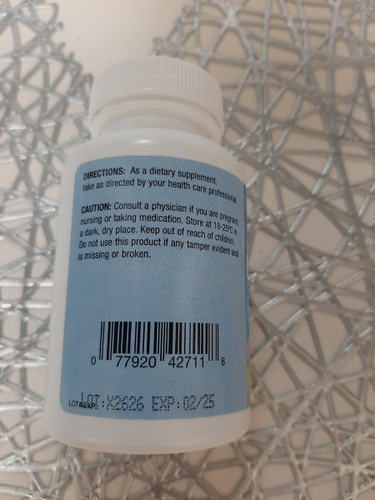 DIRECTIONS: As a dietary supplement,
take as directed by your health care professional.
CAUTION: Consult a physician if you are pregnant
nursing or taking medication. Store at 18-25°C in
a dark, dry place. Keep out of reach of children.
Do not use this product if any tamper evident seal
is missing or broken.
0 77920 42711 8
LOT:X2626 EXP:02/25